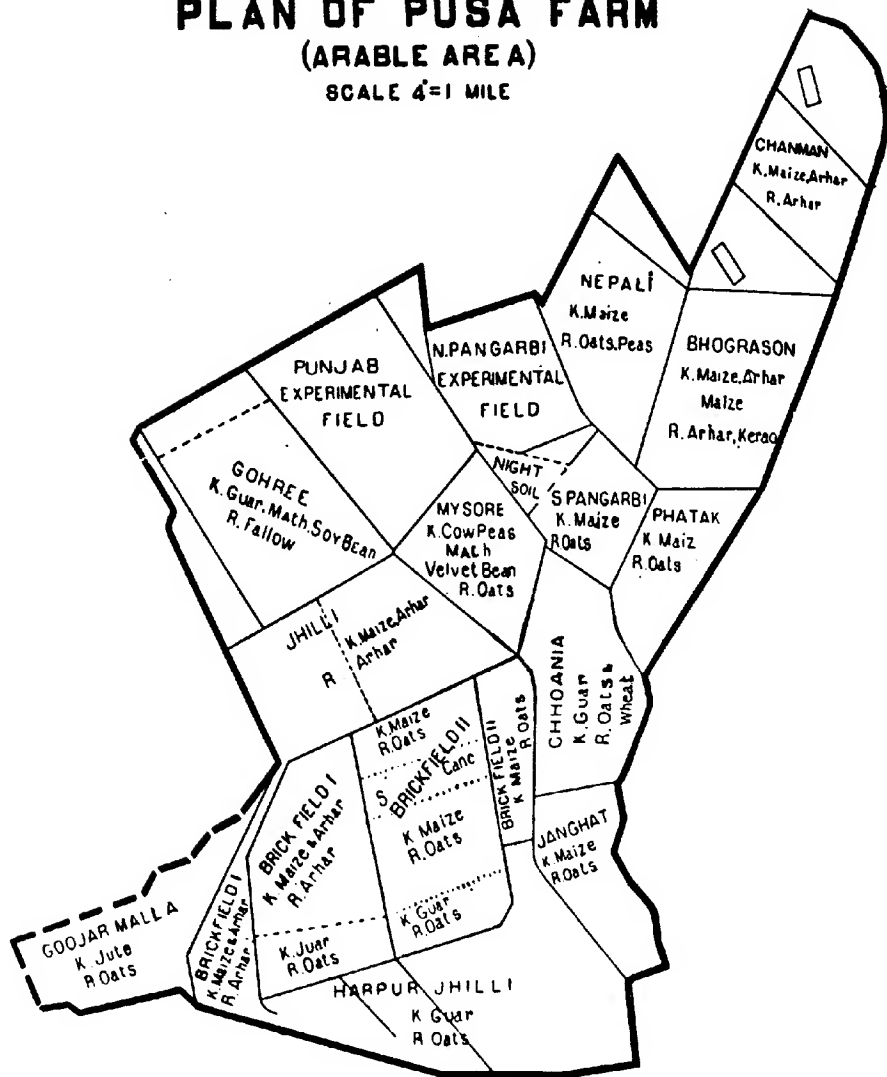 PLAN OF PUSA FARM
(ARABLE AREA)
SCALE 4"=1 MILE
CHANMAN
K.Maize,Arhar
R.Arhar
NEPALI
K.Maize
R.Oats.Peas
BHOGRASON
K.Maize,Arhar
Maize
R.Arhar,Kerao
PUNJAB
EXPERIMENTAL
FIELD
N.PANGARBI
EXPERIMENTAL
FIELD
GOHREE
K.Guar.Math.SoyBean
R.Fallow
NIGHT
SOIL
MYSORE
K.CowPeas
Math
Velvet Bean
R.Oats
S PANGARBI
K.Maize
R.Oats
PHATAK
K Maiz
R.Oats
JHILLI
K.Maize,Arhar
R Arhar
CHHOANIA
K.Guar
R.Oats &
Wheat
K.Maize
R.Oats
BRICKFIELD II
S Cane
K Maize
R.Oats
K Guar
R.Oats
BRICKFIELD II
K Maize
R Oats
BRICK FIELD I
K Maize & Arhar
R.Arhar
K.Juar
R.Oats
JANGHAT
K.Maize
R.Oats
GOOJAR MALLA
K.Jute
R Oats
BRICKFIELD I
K.Maize & Arhar
R Arhar
HARPUR JHILLI
K Guar
R Oats